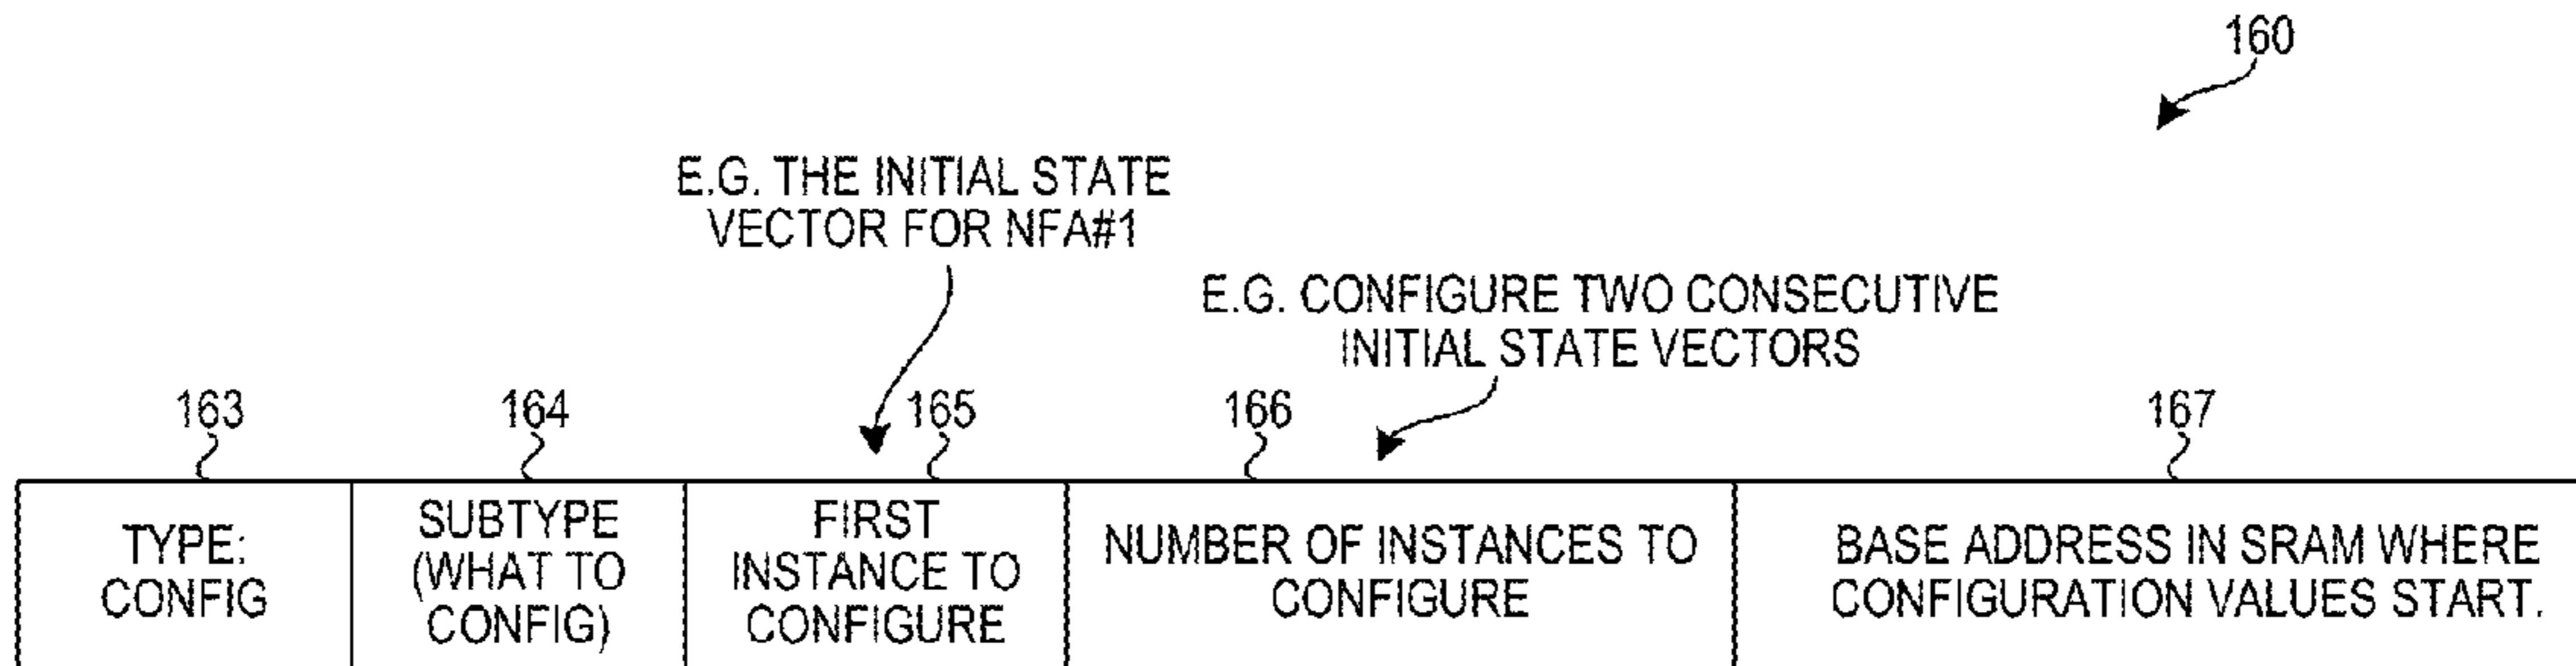 160
E.G. THE INITIAL STATE
VECTOR FOR NFA#1
E.G. CONFIGURE TWO CONSECUTIVE
INITIAL STATE VECTORS
163
164
165
166
167
TYPE:
CONFIG
SUBTYPE
(WHAT TO
CONFIG)
FIRST
INSTANCE TO
CONFIGURE
NUMBER OF INSTANCES TO
CONFIGURE
BASE ADDRESS IN SRAM WHERE
CONFIGURATION VALUES START.